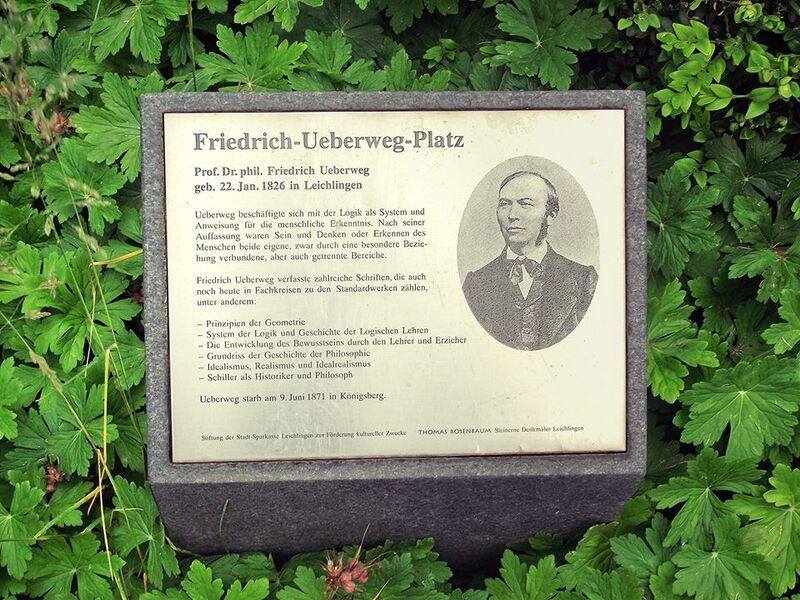 Friedrich-Ueberweg-Platz
Prof. Dr. phil. Friedrich Ueberweg
geb. 22. Jan. 1826 in Leichlingen
Ueberweg beschäftigte sich mit der Logik als System und
Anweisung für die menschliche Erkenntnis. Nach seiner
Auffassung waren Sein und Denken oder Erkennen des
Menschen beide eigene, zwar durch eine besondere Bezie-
hung verbundene, aber auch getrennte Bereiche.
Friedrich Ueberweg verfasste zahlreiche Schriften, die auch
noch heute in Fachkreisen zu den Standardwerken zählen,
unter anderem:
– Prinzipien der Geometrie
– System der Logik und Geschichte der Logischen Lehren
– Die Entwicklung des Bewusstseins durch den Lehrer und Erzieher
– Grundriss der Geschichte der Philosophie
– Idealismus, Realismus und Idealrealismus
– Schiller als Historiker und Philosoph
Ueberweg starb am 9. Juni 1871 in Königsberg.
Stiftung der Stadt-Sparkasse Leichlingen zur Förderung kultureller Zwecke THOMAS ROSENBAUM Steinerne Denkmäler Leichlingen